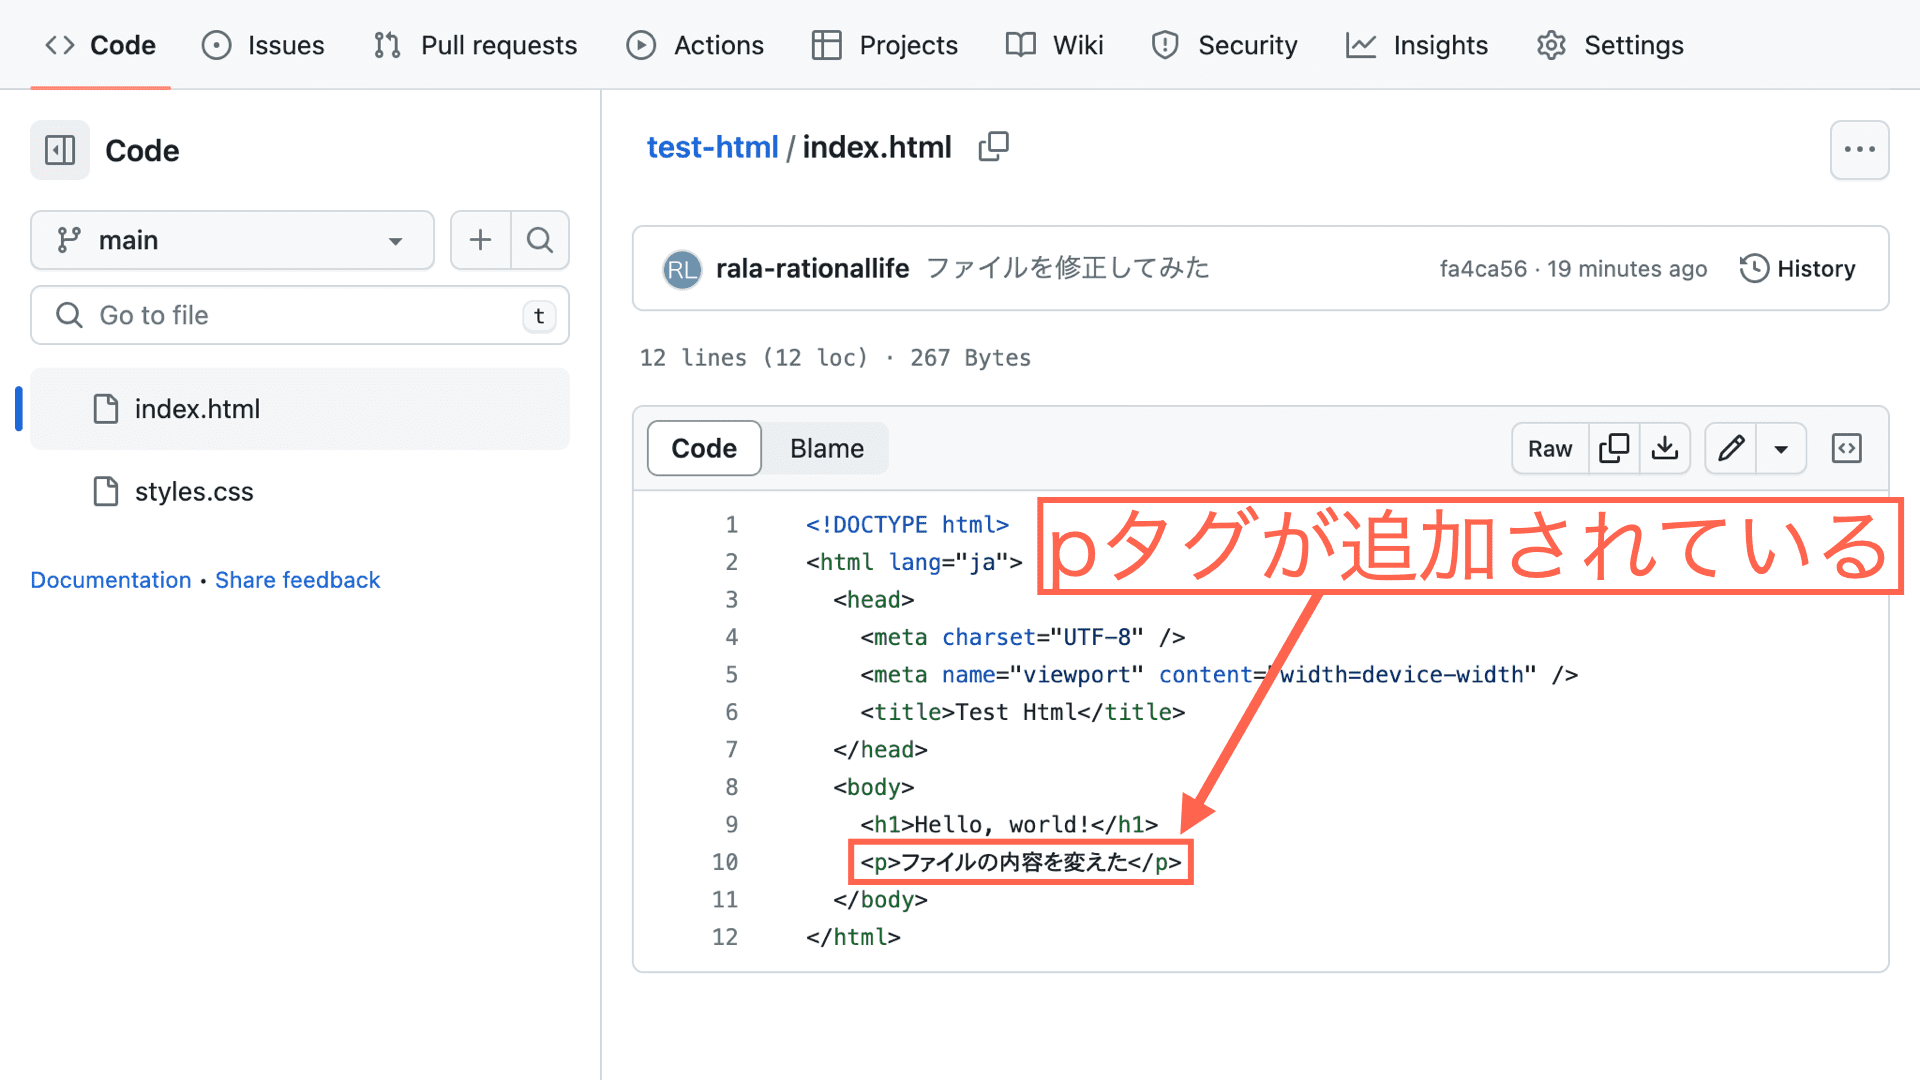 Code Issues Pull requests Actions Projects Wiki Security Insights Settings
Code
main
Go to file t
index.html
styles.css
Documentation • Share feedback
test-html / index.html
RL rala-rationallife ファイルを修正してみた fa4ca56 · 19 minutes ago History
12 lines (12 loc) · 267 Bytes
Code Blame Raw
pタグが追加されている
1 <!DOCTYPE html>
2 <html lang="ja">
3 <head>
4 <meta charset="UTF-8" />
5 <meta name="viewport" content="width=device-width" />
6 <title>Test Html</title>
7 </head>
8 <body>
9 <h1>Hello, world!</h1>
10 <p>ファイルの内容を変えた</p>
11 </body>
12 </html>